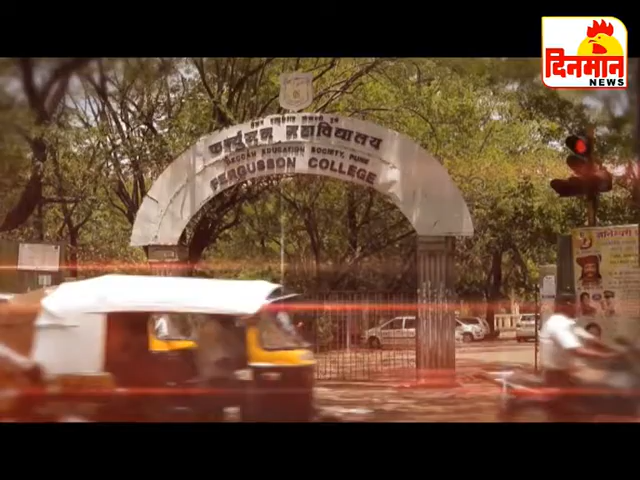 दिनमान
NEWS
फर्ग्युसन महाविद्यालय
DECCAN EDUCATION SOCIETY, PUNE
FERGUSSON COLLEGE